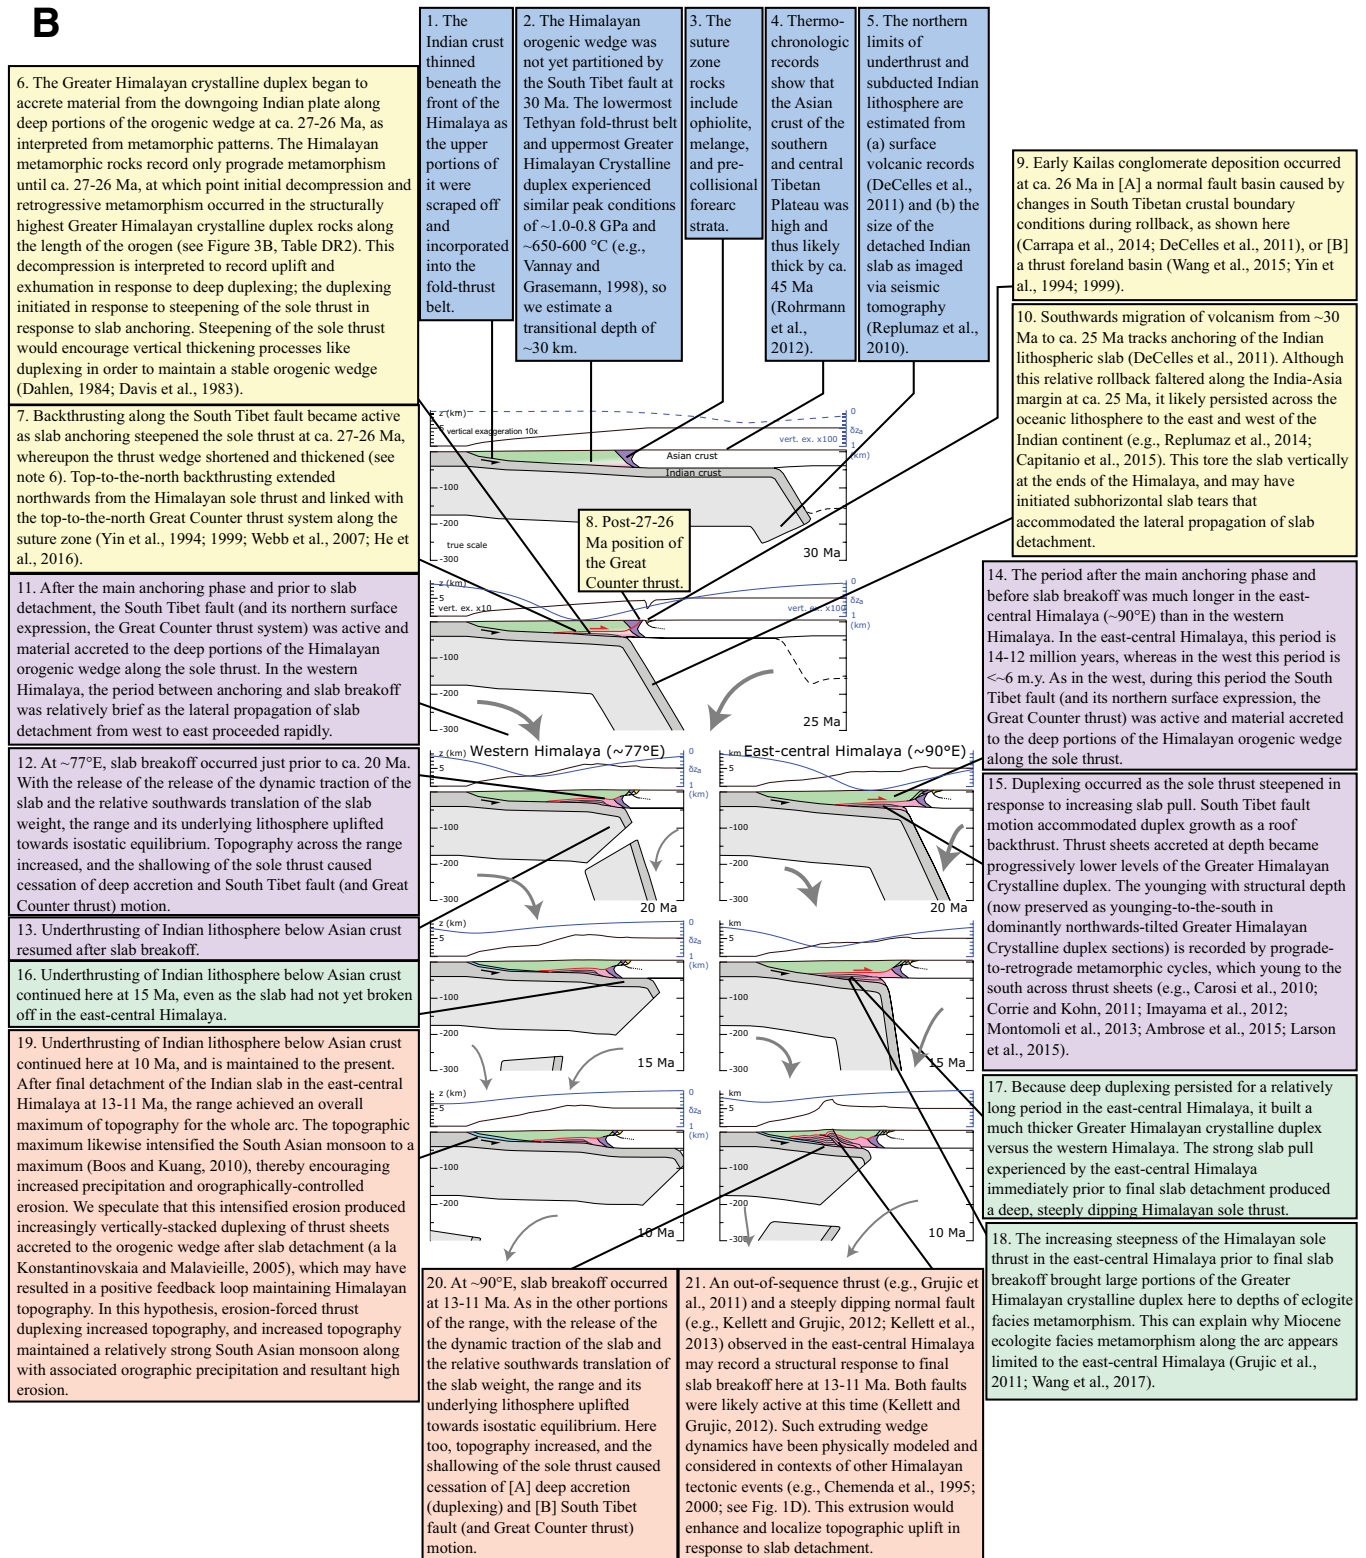 B
1. The
Indian crust
thinned
beneath the
front of the
Himalaya as
the upper
portions of
it were
scraped off
and
incorporated
into the
fold-thrust
belt.
2. The Himalayan
orogenic wedge was
not yet partitioned by
the South Tibet fault at
30 Ma. The lowermost
Tethyan fold-thrust belt
and uppermost Greater
Himalayan Crystalline
duplex experienced
similar peak conditions
of ~1.0-0.8 GPa and
~650-600 °C (e.g.,
Vannay and
Grasemann, 1998), so
we estimate a
transitional depth of
~30 km.
3. The
suture
zone
rocks
include
ophiolite,
melange,
and pre-
collisional
forearc
strata.
4. Thermo-
chronologic
records
show that
the Asian
crust of the
southern
and central
Tibetan
Plateau was
high and
thus likely
thick by ca.
45 Ma
(Rohrmann
et al.,
2012).
5. The northern
limits of
underthrust and
subducted Indian
lithosphere are
estimated from
(a) surface
volcanic records
(DeCelles et al.,
2011) and (b) the
size of the
detached Indian
slab as imaged
via seismic
tomography
(Replumaz et al.,
2010).
6. The Greater Himalayan crystalline duplex began to
accrete material from the downgoing Indian plate along
deep portions of the orogenic wedge at ca. 27-26 Ma, as
interpreted from metamorphic patterns. The Himalayan
metamorphic rocks record only prograde metamorphism
until ca. 27-26 Ma, at which point initial decompression and
retrogressive metamorphism occurred in the structurally
highest Greater Himalayan crystalline duplex rocks along
the length of the orogen (see Figure 3B, Table DR2). This
decompression is interpreted to record uplift and
exhumation in response to deep duplexing; the duplexing
initiated in response to steepening of the sole thrust in
response to slab anchoring. Steepening of the sole thrust
would encourage vertical thickening processes like
duplexing in order to maintain a stable orogenic wedge
(Dahlen, 1984; Davis et al., 1983).
7. Backthrusting along the South Tibet fault became active
as slab anchoring steepened the sole thrust at ca. 27-26 Ma,
whereupon the thrust wedge shortened and thickened (see
note 6). Top-to-the-north backthrusting extended
northwards from the Himalayan sole thrust and linked with
the top-to-the-north Great Counter thrust system along the
suture zone (Yin et al., 1994; 1999; Webb et al., 2007; He et
al., 2016).
8. Post-27-26
Ma position of
the Great
Counter thrust.
9. Early Kailas conglomerate deposition occurred
at ca. 26 Ma in [A] a normal fault basin caused by
changes in South Tibetan crustal boundary
conditions during rollback, as shown here
(Carrapa et al., 2014; DeCelles et al., 2011), or [B]
a thrust foreland basin (Wang et al., 2015; Yin et
al., 1994; 1999).
10. Southwards migration of volcanism from ~30
Ma to ca. 25 Ma tracks anchoring of the Indian
lithospheric slab (DeCelles et al., 2011). Although
this relative rollback faltered along the India-Asia
margin at ca. 25 Ma, it likely persisted across the
oceanic lithosphere to the east and west of the
Indian continent (e.g., Replumaz et al., 2014;
Capitanio et al., 2015). This tore the slab vertically
at the ends of the Himalaya, and may have
initiated subhorizontal slab tears that
accommodated the lateral propagation of slab
detachment.
11. After the main anchoring phase and prior to slab
detachment, the South Tibet fault (and its northern surface
expression, the Great Counter thrust system) was active and
material accreted to the deep portions of the Himalayan
orogenic wedge along the sole thrust. In the western
Himalaya, the period between anchoring and slab breakoff
was relatively brief as the lateral propagation of slab
detachment from west to east proceeded rapidly.
12. At ~77°E, slab breakoff occurred just prior to ca. 20 Ma.
With the release of the release of the dynamic traction of the
slab and the relative southwards translation of the slab
weight, the range and its underlying lithosphere uplifted
towards isostatic equilibrium. Topography across the range
increased, and the shallowing of the sole thrust caused
cessation of deep accretion and South Tibet fault (and Great
Counter thrust) motion.
13. Underthrusting of Indian lithosphere below Asian crust
resumed after slab breakoff.
14. The period after the main anchoring phase and
before slab breakoff was much longer in the east-
central Himalaya (~90°E) than in the western
Himalaya. In the east-central Himalaya, this period is
14-12 million years, whereas in the west this period is
<~6 m.y. As in the west, during this period the South
Tibet fault (and its northern surface expression, the
Great Counter thrust) was active and material accreted
to the deep portions of the Himalayan orogenic wedge
along the sole thrust.
15. Duplexing occurred as the sole thrust steepened in
response to increasing slab pull. South Tibet fault
motion accommodated duplex growth as a roof
backthrust. Thrust sheets accreted at depth became
progressively lower levels of the Greater Himalayan
Crystalline duplex. The younging with structural depth
(now preserved as younging-to-the-south in
dominantly northwards-tilted Greater Himalayan
Crystalline duplex sections) is recorded by prograde-
to-retrograde metamorphic cycles, which young to the
south across thrust sheets (e.g., Carosi et al., 2010;
Corrie and Kohn, 2011; Imayama et al., 2012;
Montomoli et al., 2013; Ambrose et al., 2015; Larson
et al., 2015).
16. Underthrusting of Indian lithosphere below Asian crust
continued here at 15 Ma, even as the slab had not yet broken
off in the east-central Himalaya.
17. Because deep duplexing persisted for a relatively
long period in the east-central Himalaya, it built a
much thicker Greater Himalayan crystalline duplex
versus the western Himalaya. The strong slab pull
experienced by the east-central Himalaya
immediately prior to final slab detachment produced
a deep, steeply dipping Himalayan sole thrust.
18. The increasing steepness of the Himalayan sole
thrust in the east-central Himalaya prior to final slab
breakoff brought large portions of the Greater
Himalayan crystalline duplex here to depths of eclogite
facies metamorphism. This can explain why Miocene
ecologite facies metamorphism along the arc appears
limited to the east-central Himalaya (Grujic et al.,
2011; Wang et al., 2017).
19. Underthrusting of Indian lithosphere below Asian crust
continued here at 10 Ma, and is maintained to the present.
After final detachment of the Indian slab in the east-central
Himalaya at 13-11 Ma, the range achieved an overall
maximum of topography for the whole arc. The topographic
maximum likewise intensified the South Asian monsoon to a
maximum (Boos and Kuang, 2010), thereby encouraging
increased precipitation and orographically-controlled
erosion. We speculate that this intensified erosion produced
increasingly vertically-stacked duplexing of thrust sheets
accreted to the orogenic wedge after slab detachment (a la
Konstantinovskaia and Malavieille, 2005), which may have
resulted in a positive feedback loop maintaining Himalayan
topography. In this hypothesis, erosion-forced thrust
duplexing increased topography, and increased topography
maintained a relatively strong South Asian monsoon along
with associated orographic precipitation and resultant high
erosion.
20. At ~90°E, slab breakoff occurred
at 13-11 Ma. As in the other portions
of the range, with the release of the
the dynamic traction of the slab and
the relative southwards translation of
the slab weight, the range and its
underlying lithosphere uplifted
towards isostatic equilibrium. Here
too, topography increased, and the
shallowing of the sole thrust caused
cessation of [A] deep accretion
(duplexing) and [B] South Tibet
fault (and Great Counter thrust)
motion.
21. An out-of-sequence thrust (e.g., Grujic et
al., 2011) and a steeply dipping normal fault
(e.g., Kellett and Grujic, 2012; Kellett et al.,
2013) observed in the east-central Himalaya
may record a structural response to final
slab breakoff here at 13-11 Ma. Both faults
were likely active at this time (Kellett and
Grujic, 2012). Such extruding wedge
dynamics have been physically modeled and
considered in contexts of other Himalayan
tectonic events (e.g., Chemenda et al., 1995;
2000; see Fig. 1D). This extrusion would
enhance and localize topographic uplift in
response to slab detachment.
z (km)
5
vertical exaggeration 10x
vert. ex. x100
0
δza
1
(km)
Asian crust
Indian crust
-100
-200
-300
true scale
30 Ma
z (km)
5
vert. ex. x10
vert. ex. x100
0
δza
1
(km)
-100
-200
-300
25 Ma
Western Himalaya (~77°E)
z (km)
5
0
δza
1
(km)
-100
-200
-300
20 Ma
East-central Himalaya (~90°E)
km
5
-100
-200
-300
20 Ma
z (km)
5
0
δza
1
(km)
-100
-200
-300
15 Ma
km
5
-100
-200
-300
15 Ma
z (km)
5
0
δza
1
(km)
-100
-200
-300
10 Ma
km
5
-100
-200
-300
10 Ma